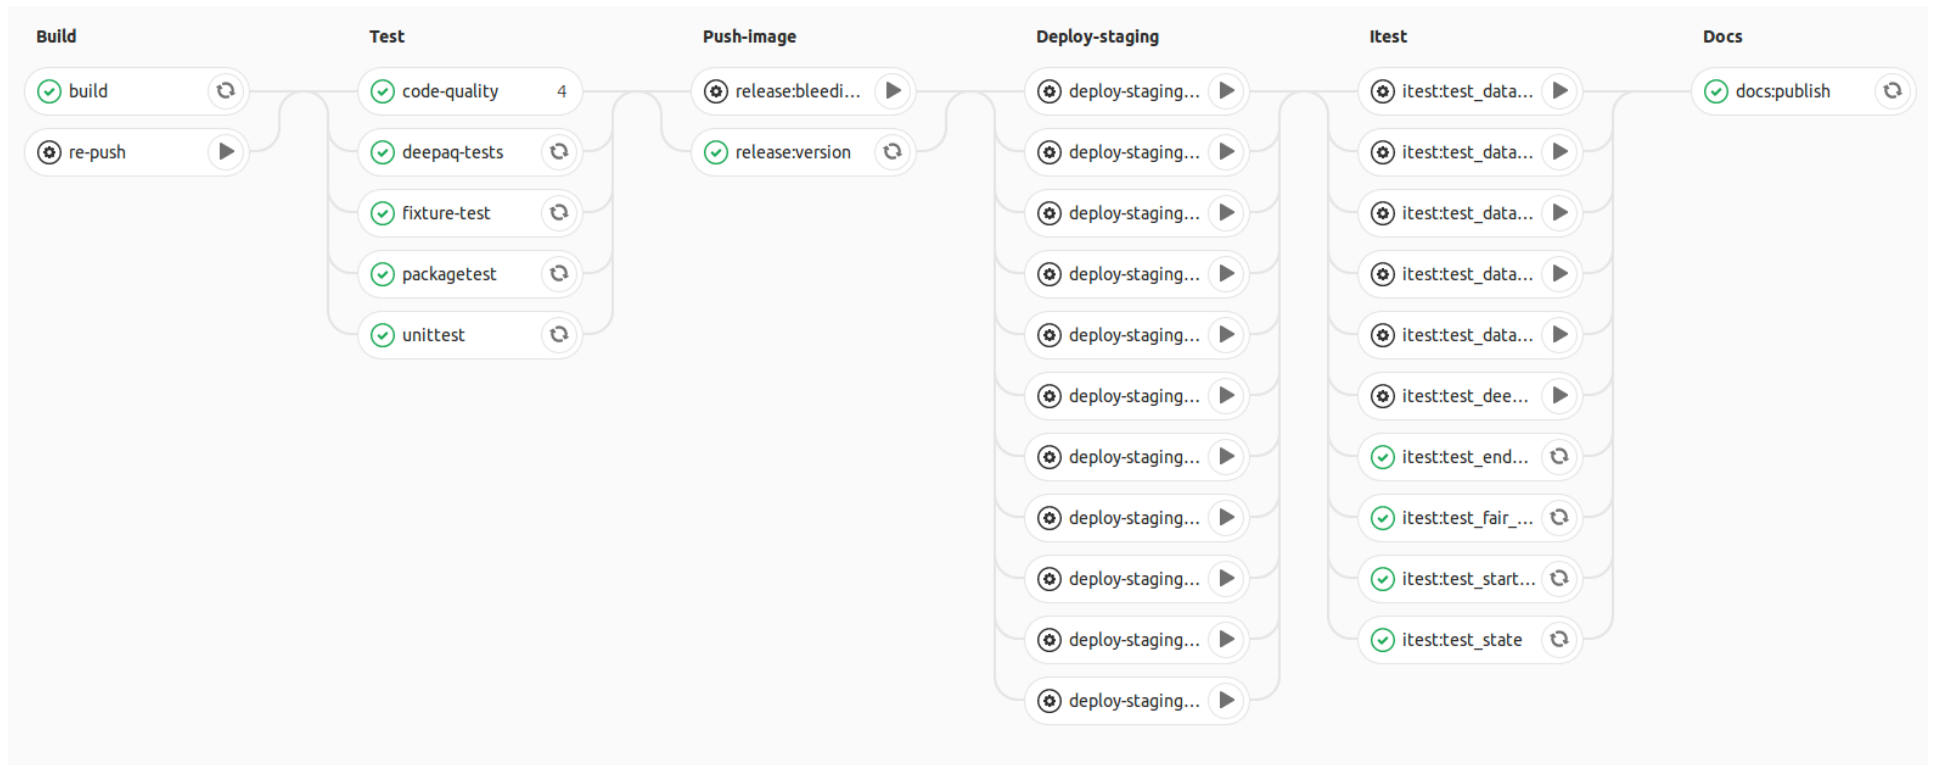 Build
build
re-push
Test
code-quality 4
deepaq-tests
fixture-test
packagetest
unittest
Push-image
release:bleedi...
release:version
Deploy-staging
deploy-staging...
deploy-staging...
deploy-staging...
deploy-staging...
deploy-staging...
deploy-staging...
deploy-staging...
deploy-staging...
deploy-staging...
deploy-staging...
deploy-staging...
Itest
itest:test_data...
itest:test_data...
itest:test_data...
itest:test_data...
itest:test_data...
itest:test_dee...
itest:test_end...
itest:test_fair_...
itest:test_start...
itest:test_state
Docs
docs:publish